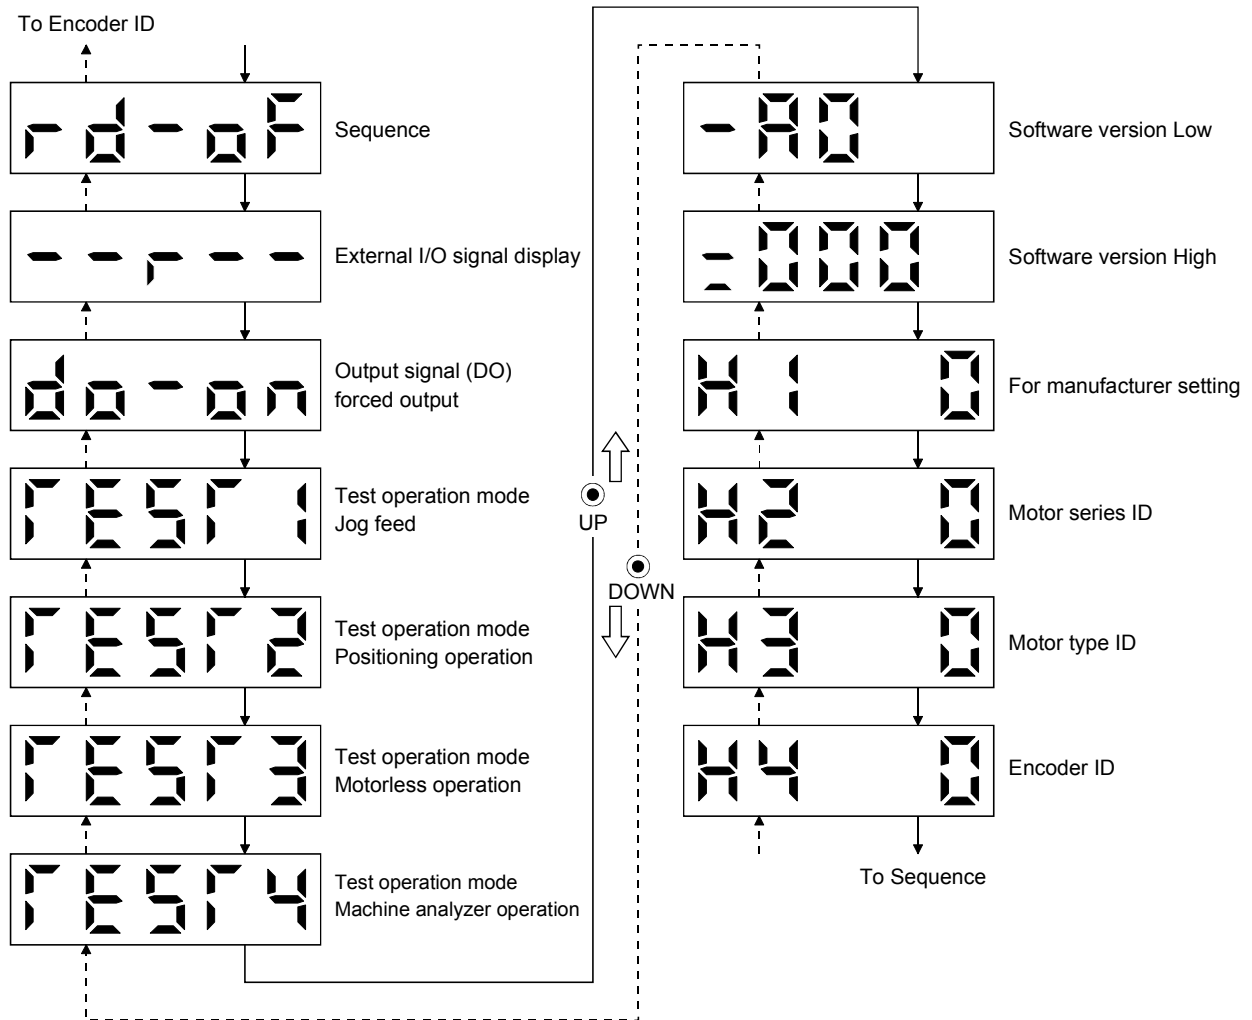 To Encoder ID
rd-oF
Sequence
--r---
External I/O signal display
do-on
Output signal (DO)
forced output
TEST1
Test operation mode
Jog feed
TEST2
Test operation mode
Positioning operation
TEST3
Test operation mode
Motorless operation
TEST4
Test operation mode
Machine analyzer operation
UP
DOWN
-A0
Software version Low
=000
Software version High
H1 0
For manufacturer setting
H2 0
Motor series ID
H3 0
Motor type ID
H4 0
Encoder ID
To Sequence